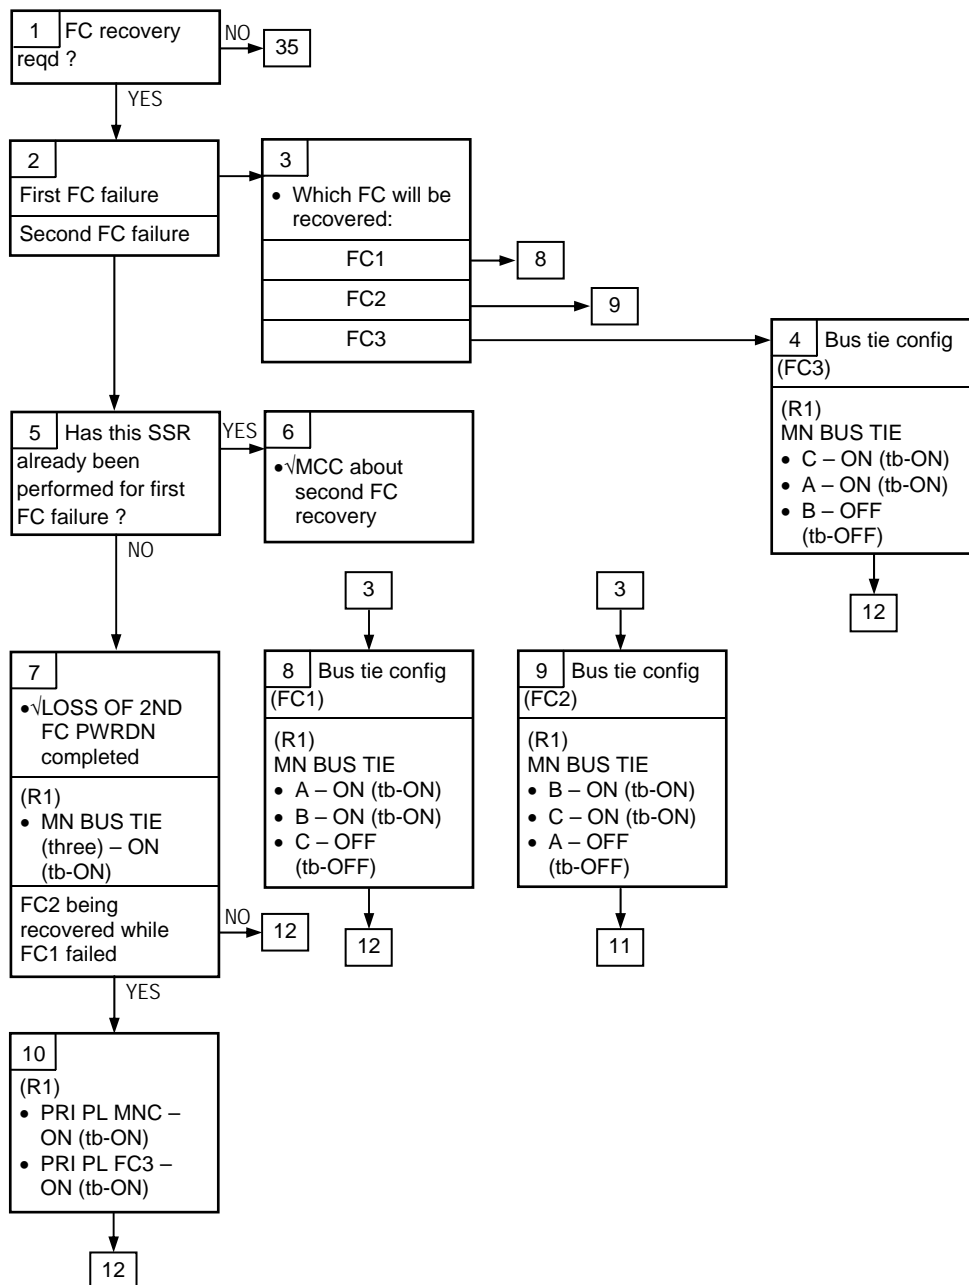 1 FC recovery
reqd ?
NO
35
YES
2
First FC failure
Second FC failure
3
• Which FC will be
recovered:
FC1
8
FC2
9
FC3
4 Bus tie config
(FC3)
(R1)
MN BUS TIE
• C – ON (tb-ON)
• A – ON (tb-ON)
• B – OFF
(tb-OFF)
12
5 Has this SSR
already been
performed for first
FC failure ?
YES
6
•√MCC about
second FC
recovery
NO
7
•√LOSS OF 2ND
FC PWRDN
completed
(R1)
• MN BUS TIE
(three) – ON
(tb-ON)
FC2 being
recovered while
FC1 failed
NO
12
YES
3
8 Bus tie config
(FC1)
(R1)
MN BUS TIE
• A – ON (tb-ON)
• B – ON (tb-ON)
• C – OFF
(tb-OFF)
12
3
9 Bus tie config
(FC2)
(R1)
MN BUS TIE
• B – ON (tb-ON)
• C – ON (tb-ON)
• A – OFF
(tb-OFF)
11
10
(R1)
• PRI PL MNC –
ON (tb-ON)
• PRI PL FC3 –
ON (tb-ON)
12